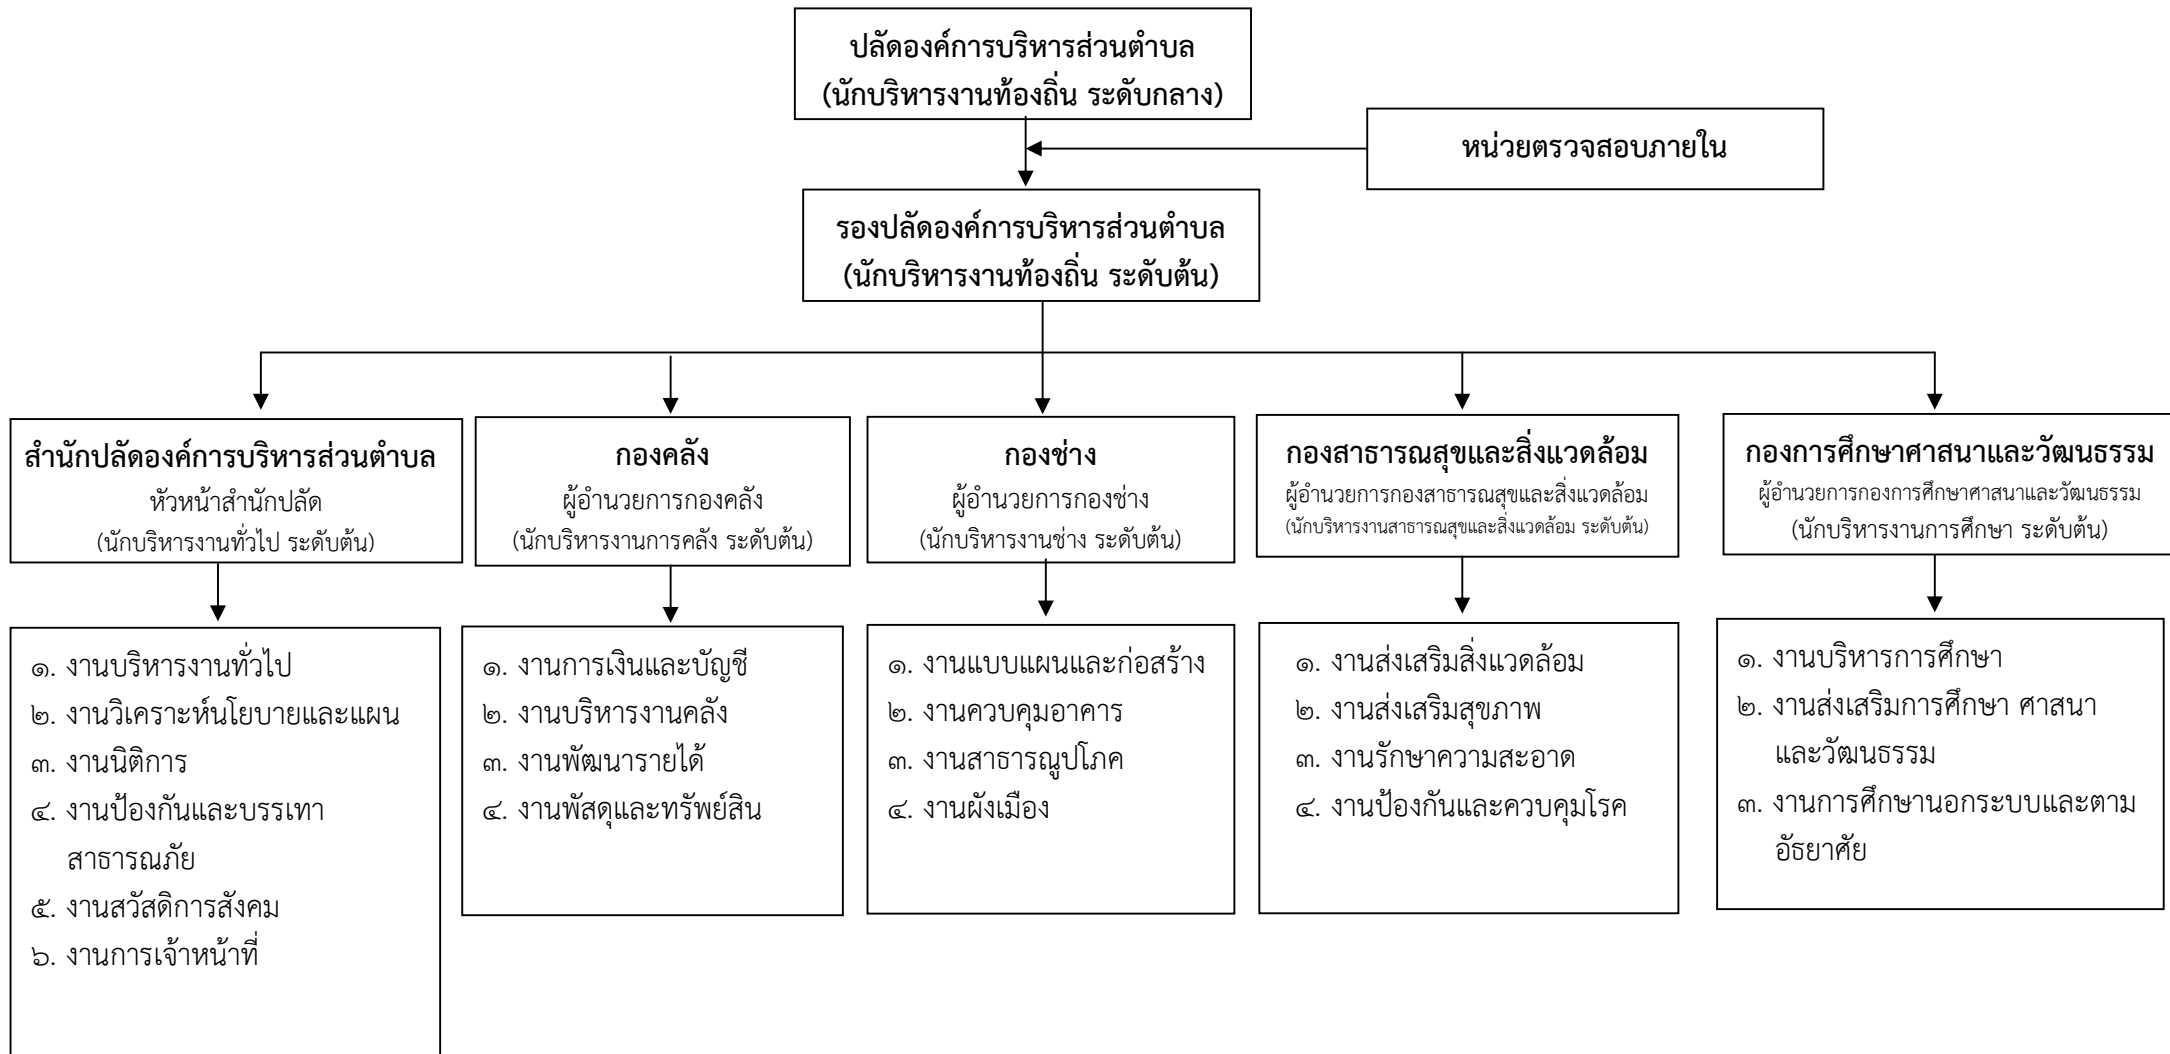 ปลัดองค์การบริหารส่วนตำบล
(นักบริหารงานท้องถิ่น ระดับกลาง)
หน่วยตรวจสอบภายใน
รองปลัดองค์การบริหารส่วนตำบล
(นักบริหารงานท้องถิ่น ระดับต้น)
สำนักปลัดองค์การบริหารส่วนตำบล
หัวหน้าสำนักปลัด
(นักบริหารงานทั่วไป ระดับต้น)
กองคลัง
ผู้อำนวยการกองคลัง
(นักบริหารงานการคลัง ระดับต้น)
กองช่าง
ผู้อำนวยการกองช่าง
(นักบริหารงานช่าง ระดับต้น)
กองสาธารณสุขและสิ่งแวดล้อม
ผู้อำนวยการกองสาธารณสุขและสิ่งแวดล้อม
(นักบริหารงานสาธารณสุขและสิ่งแวดล้อม ระดับต้น)
กองการศึกษาศาสนาและวัฒนธรรม
ผู้อำนวยการกองการศึกษาศาสนาและวัฒนธรรม
(นักบริหารงานการศึกษา ระดับต้น)
๑. งานบริหารงานทั่วไป
๒. งานวิเคราะห์นโยบายและแผน
๓. งานนิติการ
๔. งานป้องกันและบรรเทา
สาธารณภัย
๕. งานสวัสดิการสังคม
๖. งานการเจ้าหน้าที่
๑. งานการเงินและบัญชี
๒. งานบริหารงานคลัง
๓. งานพัฒนารายได้
๔. งานพัสดุและทรัพย์สิน
๑. งานแบบแผนและก่อสร้าง
๒. งานควบคุมอาคาร
๓. งานสาธารณูปโภค
๔. งานผังเมือง
๑. งานส่งเสริมสิ่งแวดล้อม
๒. งานส่งเสริมสุขภาพ
๓. งานรักษาความสะอาด
๔. งานป้องกันและควบคุมโรค
๑. งานบริหารการศึกษา
๒. งานส่งเสริมการศึกษา ศาสนา
และวัฒนธรรม
๓. งานการศึกษานอกระบบและตาม
อัธยาศัย